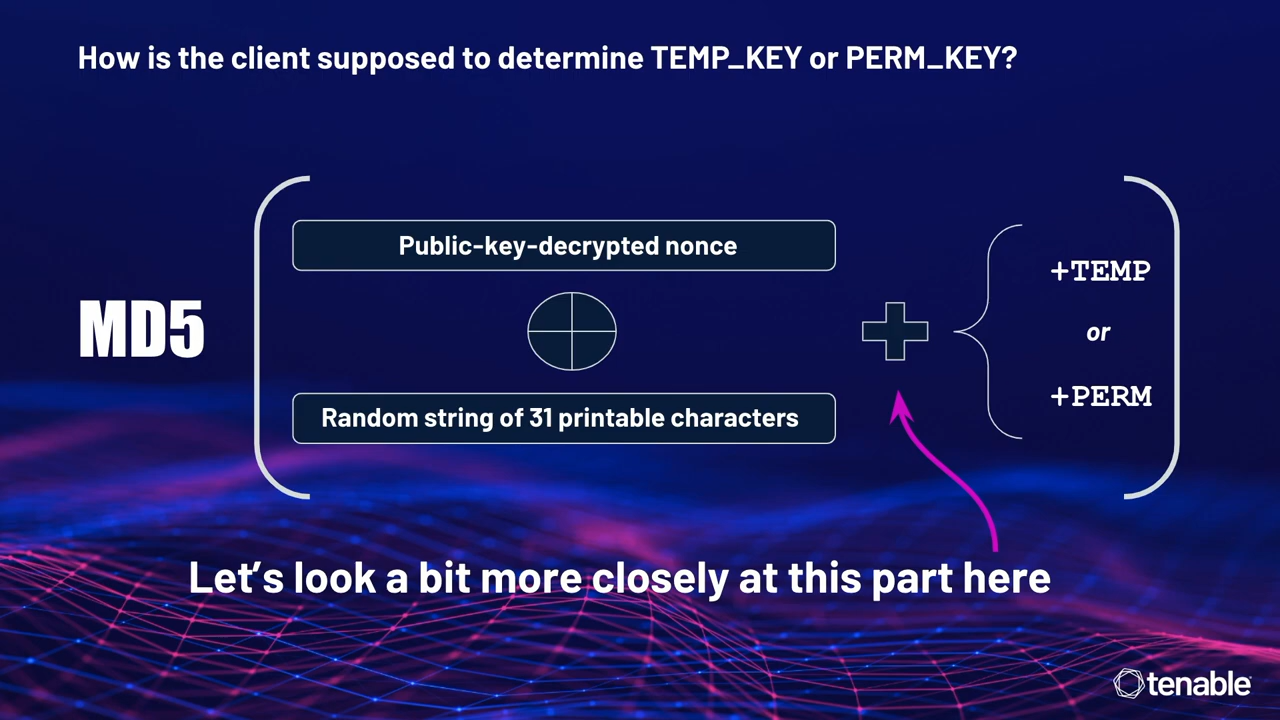 How is the client supposed to determine TEMP_KEY or PERM_KEY?
MD5
Public-key-decrypted nonce
Random string of 31 printable characters
+TEMP
or
+PERM
Let's look a bit more closely at this part here
tenable